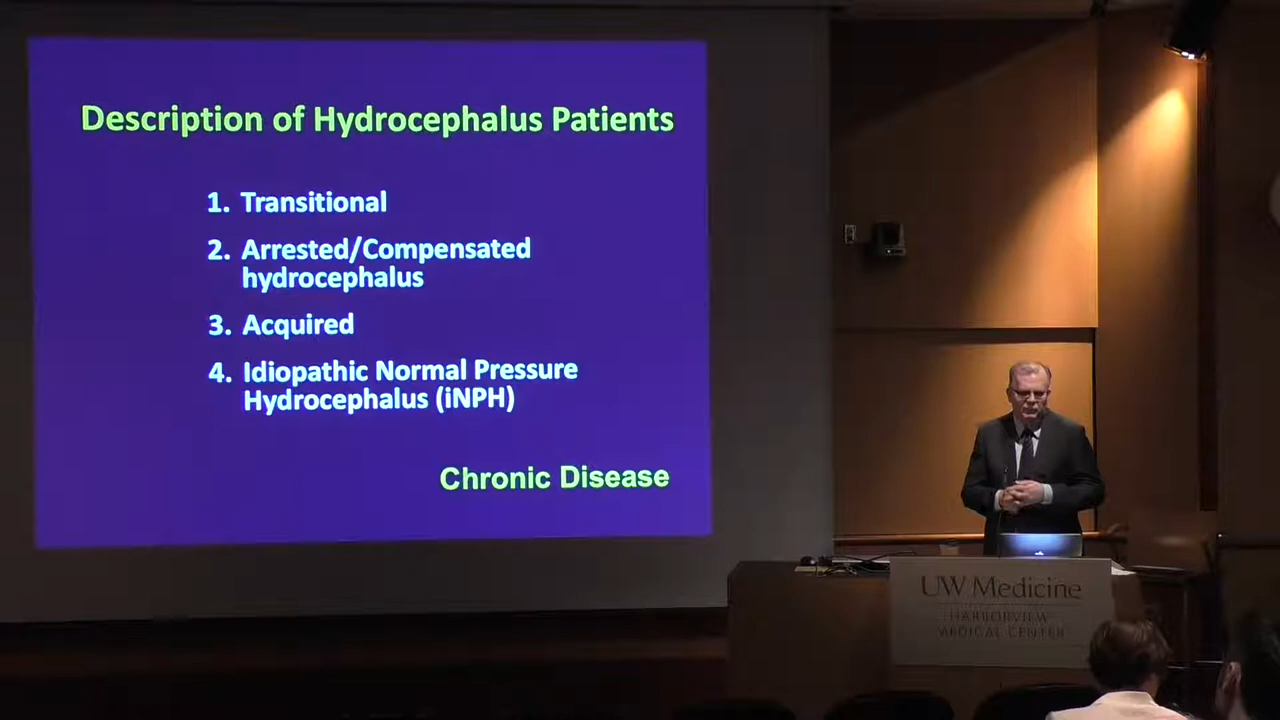 Description of Hydrocephalus Patients
1. Transitional
2. Arrested/Compensated
hydrocephalus
3. Acquired
4. Idiopathic Normal Pressure
Hydrocephalus (iNPH)
Chronic Disease
UW Medicine
HARBORVIEW
MEDICAL CENTER